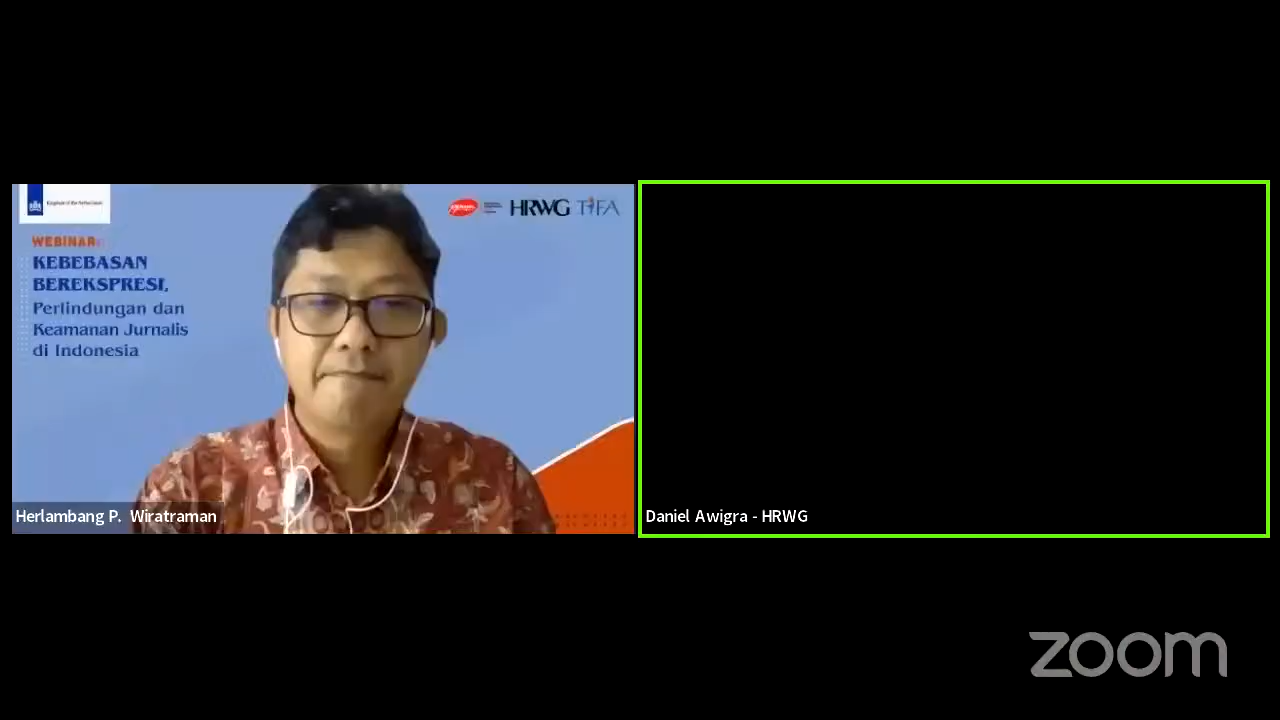 Kingdom of the Netherlands
HRWG TIFA
WEBINAR:
KEBEBASAN
BEREKSPRESI,
Perlindungan dan
Keamanan Jurnalis
di Indonesia
Herlambang P. Wiratraman
Daniel Awigra - HRWG
zoom